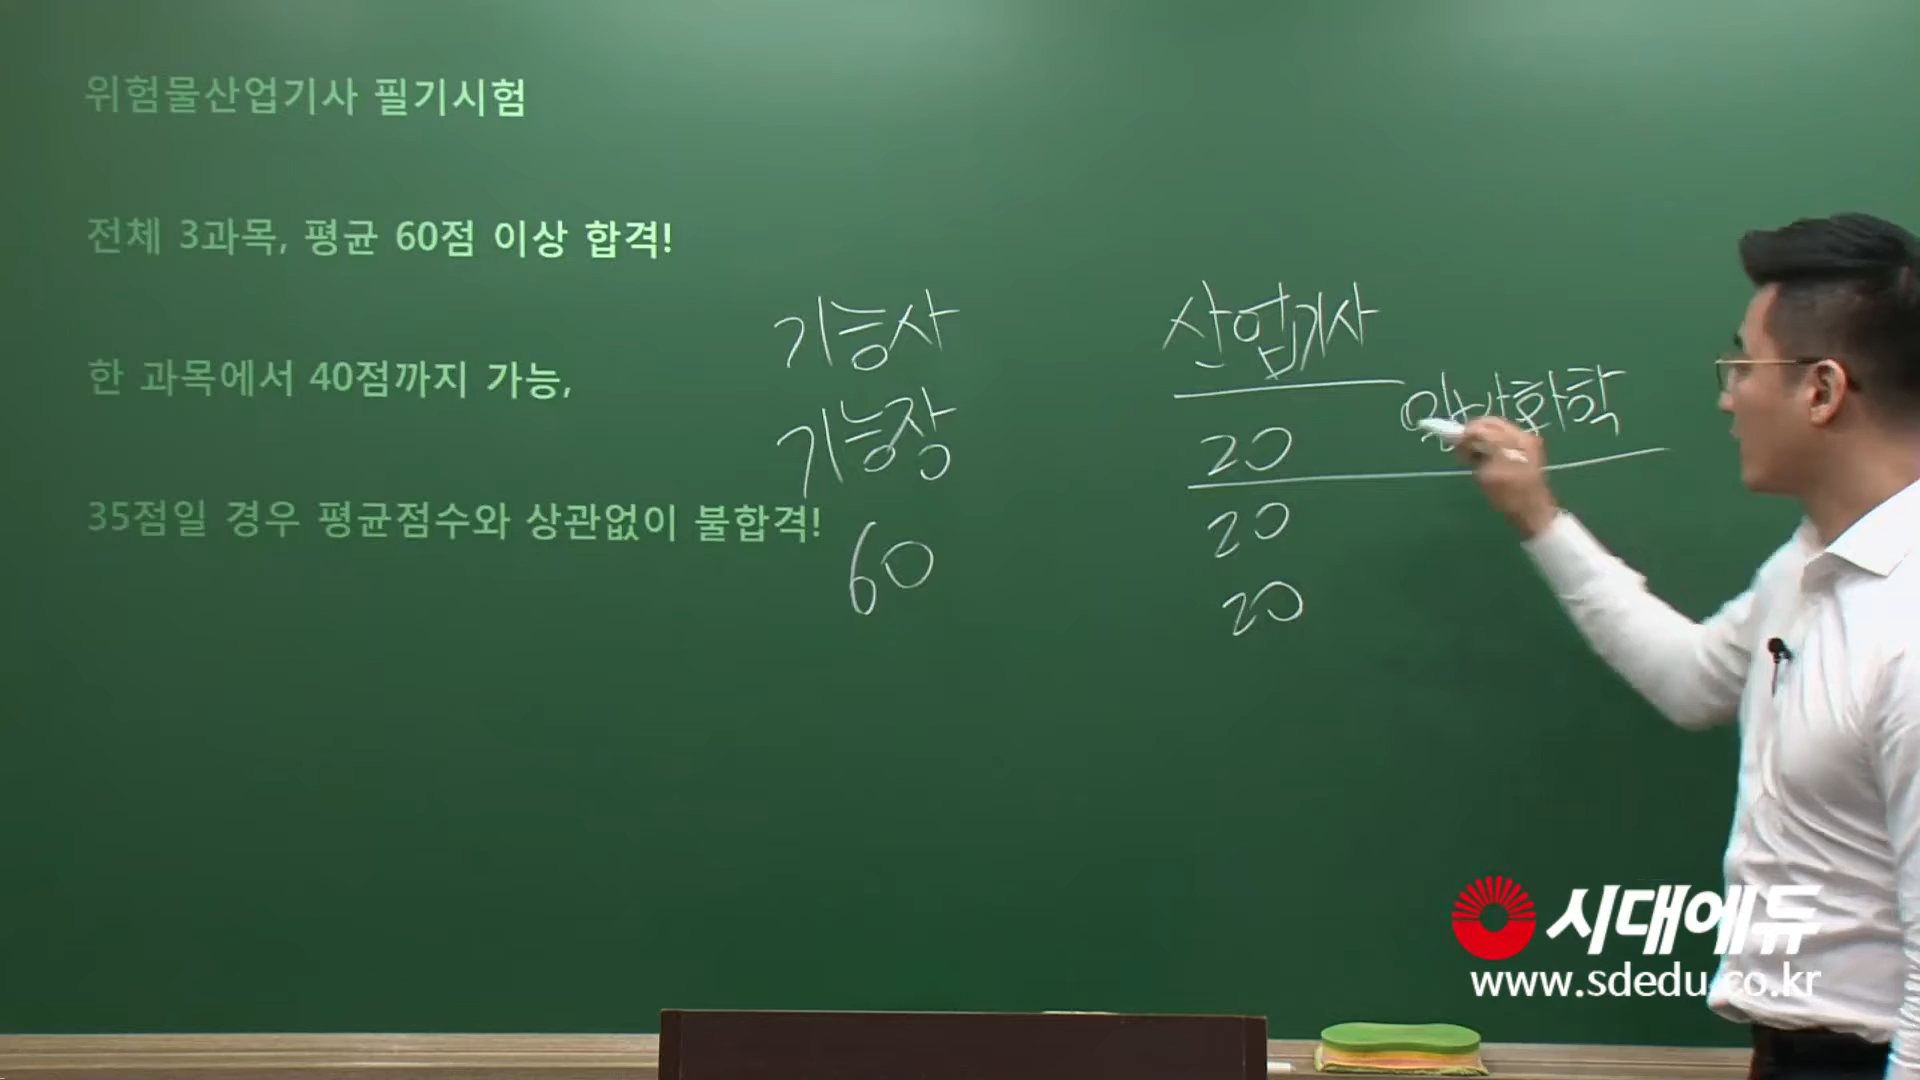 위험물산업기사 필기시험
전체 3과목, 평균 60점 이상 합격!
한 과목에서 40점까지 가능,
35점일 경우 평균점수와 상관없이 불합격!
기능사
기능장
60
산업기사
20 화학
20
20
시대에듀
www.sdedu.co.kr